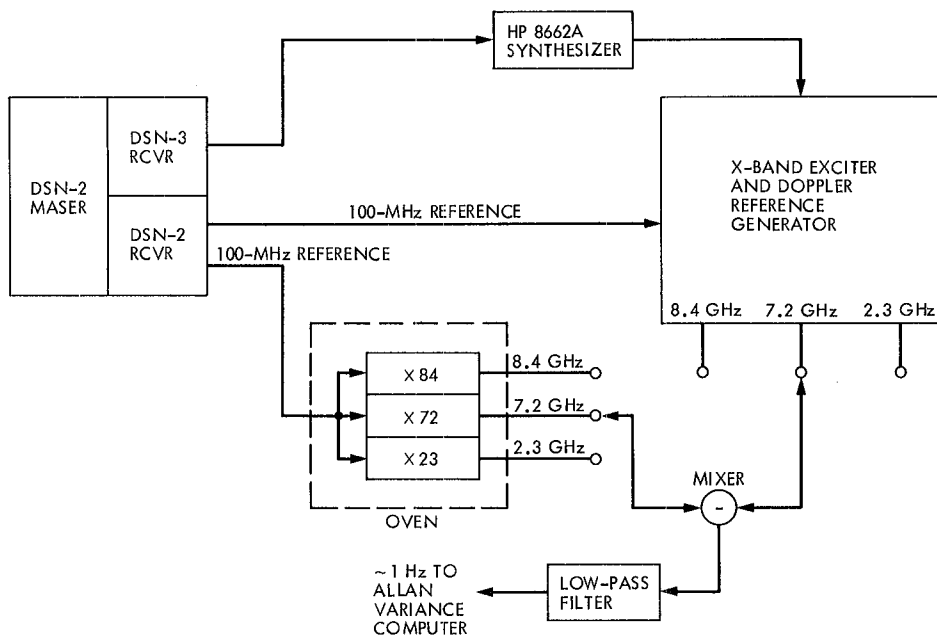 HP 8662A
SYNTHESIZER
DSN-3
RCVR
DSN-2
MASER
DSN-2
RCVR
X-BAND EXCITER
AND DOPPLER
REFERENCE
GENERATOR
100-MHz REFERENCE
100-MHz REFERENCE
8.4 GHz
7.2 GHz
2.3 GHz
X 84
X 72
X 23
8.4 GHz
7.2 GHz
2.3 GHz
OVEN
MIXER
-
LOW-PASS
FILTER
~1 Hz TO
ALLAN
VARIANCE
COMPUTER